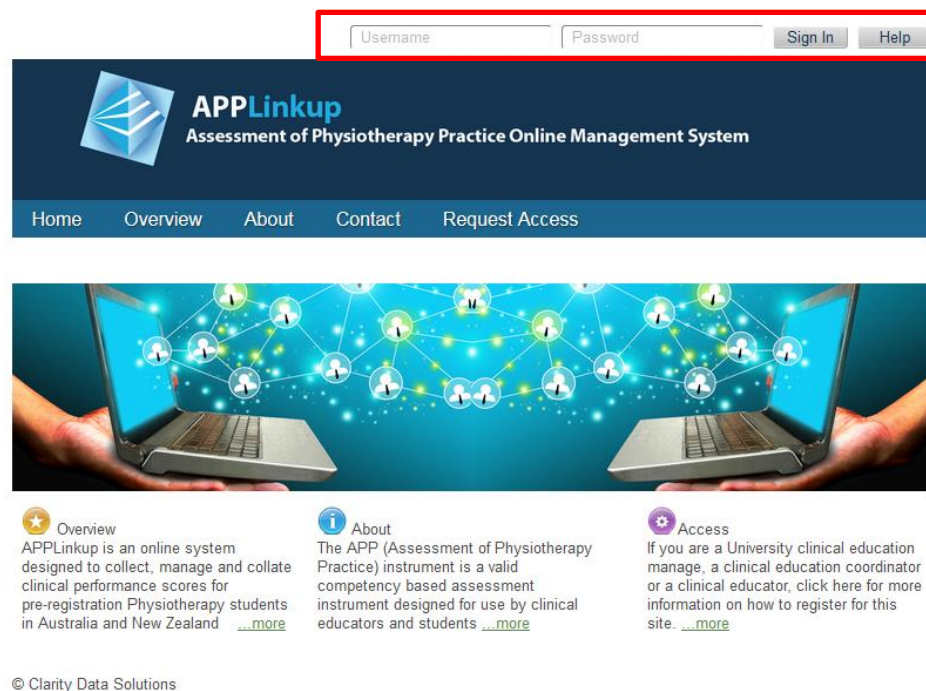 Username Password Sign In Help
APPLinkup
Assessment of Physiotherapy Practice Online Management System
Home Overview About Contact Request Access
Overview
APPLinkup is an online system
designed to collect, manage and collate
clinical performance scores for
pre-registration Physiotherapy students
in Australia and New Zealand ...more
About
The APP (Assessment of Physiotherapy
Practice) instrument is a valid
competency based assessment
instrument designed for use by clinical
educators and students ...more
Access
If you are a University clinical education
manage, a clinical education coordinator
or a clinical educator, click here for more
information on how to register for this
site. ...more
© Clarity Data Solutions